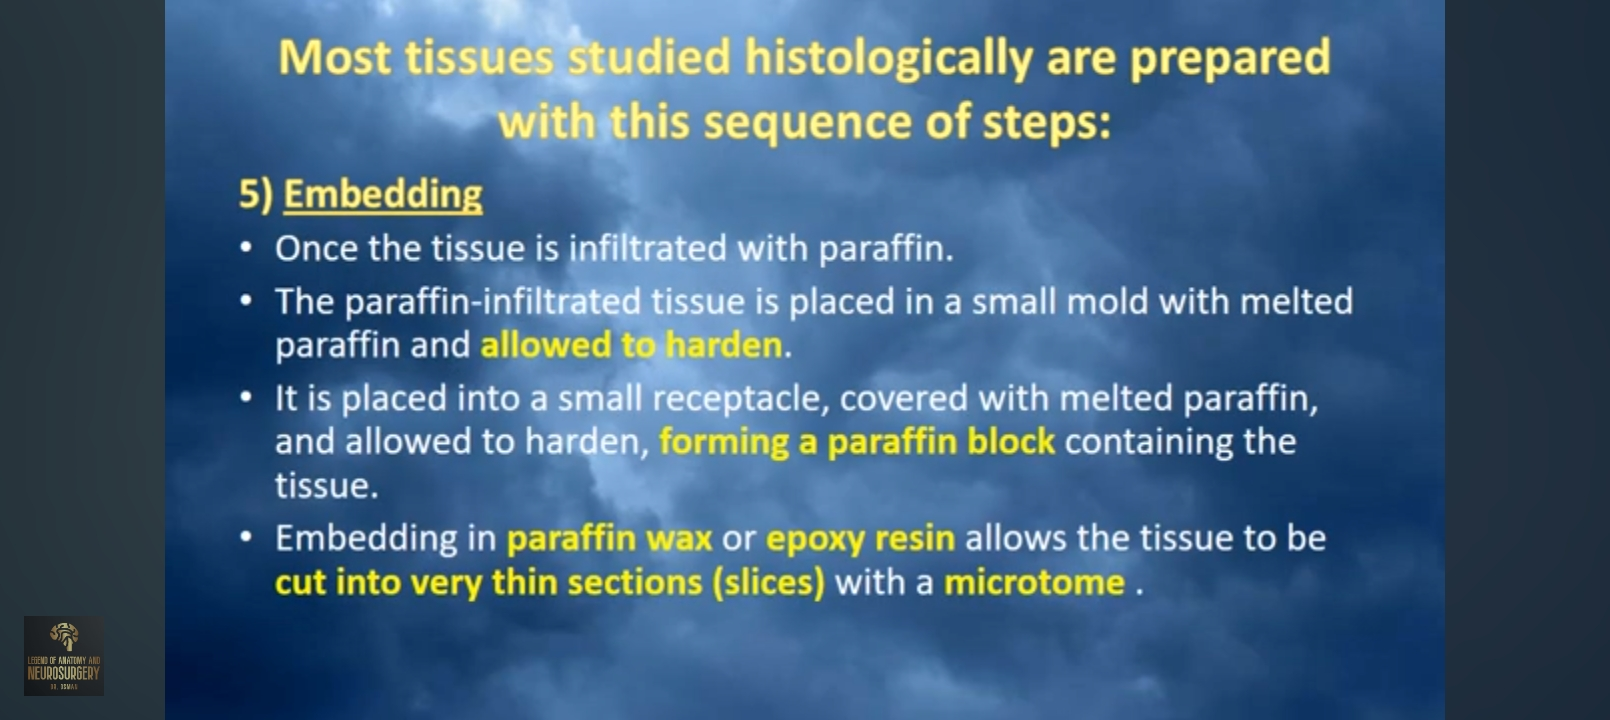 Most tissues studied histologically are prepared
with this sequence of steps:
5) Embedding
• Once the tissue is infiltrated with paraffin.
• The paraffin-infiltrated tissue is placed in a small mold with melted
paraffin and allowed to harden.
• It is placed into a small receptacle, covered with melted paraffin,
and allowed to harden, forming a paraffin block containing the
tissue.
• Embedding in paraffin wax or epoxy resin allows the tissue to be
cut into very thin sections (slices) with a microtome .
LEGEND OF ANATOMY AND
NEUROSURGERY